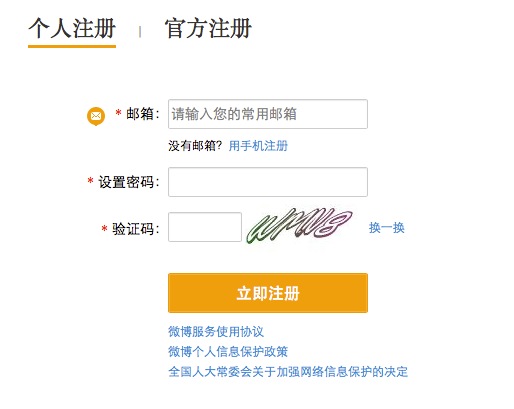 个人注册 | 官方注册
* 邮箱： 请输入您的常用邮箱
没有邮箱？用手机注册
* 设置密码：
* 验证码： 换一换
立即注册
微博服务使用协议
微博个人信息保护政策
全国人大常委会关于加强网络信息保护的决定